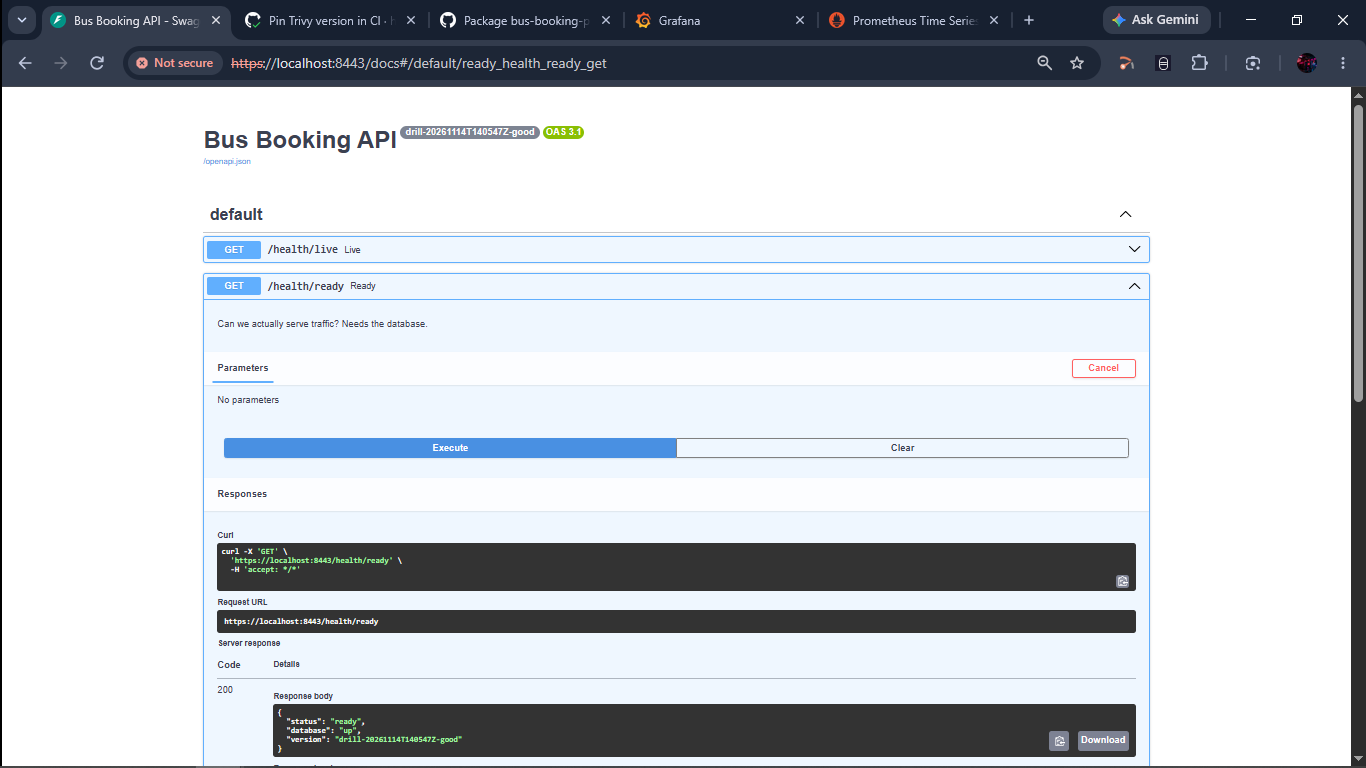 Bus Booking API - Swag
Pin Trivy version in CI ·
Package bus-booking-p
Grafana
Prometheus Time Serie
Ask Gemini
Not secure
https://localhost:8443/docs#/default/ready_health_ready_get
Bus Booking API
drill-20261114T140547Z-good
OAS 3.1
/openapi.json
default
GET /health/live Live
GET /health/ready Ready
Can we actually serve traffic? Needs the database.
Parameters
Cancel
No parameters
Execute
Clear
Responses
Curl
curl -X 'GET' \
'https://localhost:8443/health/ready' \
-H 'accept: */*'
Request URL
https://localhost:8443/health/ready
Server response
Code Details
200
Response body
{
"status": "ready",
"database": "up",
"version": "drill-20261114T140547Z-good"
}
Download